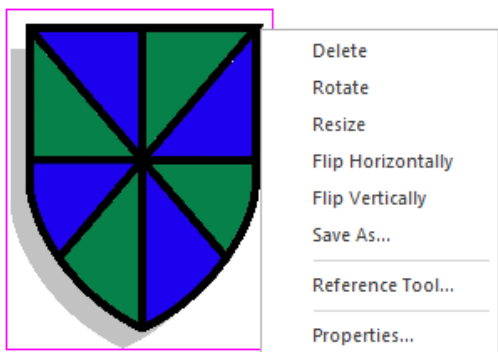 Delete
Rotate
Resize
Flip Horizontally
Flip Vertically
Save As...
Reference Tool...
Properties...